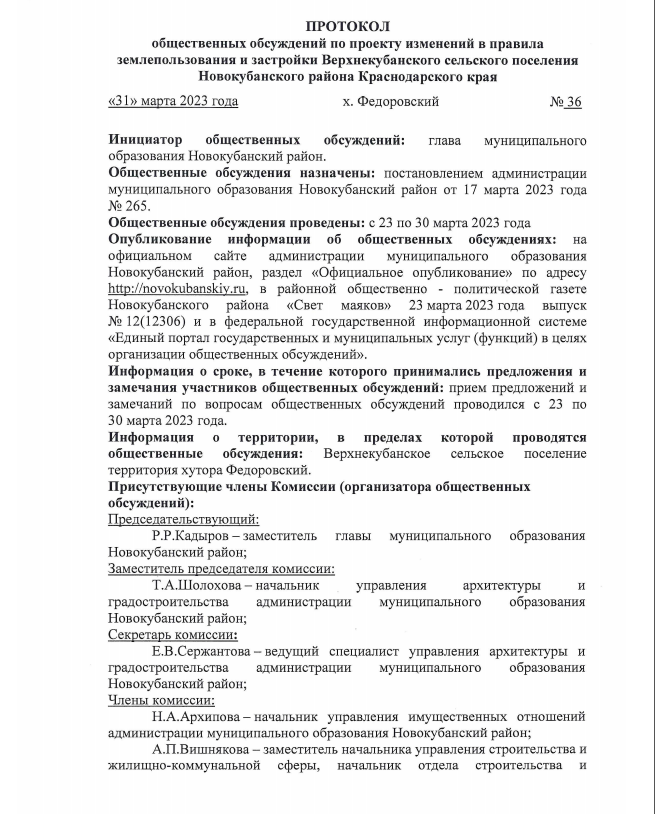 ПРОТОКОЛ
общественных обсуждений по проекту изменений в правила
землепользования и застройки Верхнекубанского сельского поселения
Новокубанского района Краснодарского края
«31» марта 2023 года х. Федоровский № 36
Инициатор общественных обсуждений: глава муниципального
образования Новокубанский район.
Общественные обсуждения назначены: постановлением администрации
муниципального образования Новокубанский район от 17 марта 2023 года
№ 265.
Общественные обсуждения проведены: с 23 по 30 марта 2023 года
Опубликование информации об общественных обсуждениях: на
официальном сайте администрации муниципального образования
Новокубанский район, раздел «Официальное опубликование» по адресу
http://novokubanskiy.ru, в районной общественно - политической газете
Новокубанского района «Свет маяков» 23 марта 2023 года выпуск
№ 12(12306) и в федеральной государственной информационной системе
«Единый портал государственных и муниципальных услуг (функций) в целях
организации общественных обсуждений».
Информация о сроке, в течение которого принимались предложения и
замечания участников общественных обсуждений: прием предложений и
замечаний по вопросам общественных обсуждений проводился с 23 по
30 марта 2023 года.
Информация о территории, в пределах которой проводятся
общественные обсуждения: Верхнекубанское сельское поселение
территория хутора Федоровский.
Присутствующие члены Комиссии (организатора общественных
обсуждений):
Председательствующий:
Р.Р.Кадыров – заместитель главы муниципального образования
Новокубанский район;
Заместитель председателя комиссии:
Т.А.Шолохова – начальник управления архитектуры и
градостроительства администрации муниципального образования
Новокубанский район;
Секретарь комиссии:
Е.В.Сержантова – ведущий специалист управления архитектуры и
градостроительства администрации муниципального образования
Новокубанский район;
Члены комиссии:
Н.А.Архипова – начальник управления имущественных отношений
администрации муниципального образования Новокубанский район;
А.П.Вишнякова – заместитель начальника управления строительства и
жилищно-коммунальной сферы, начальник отдела строительства и